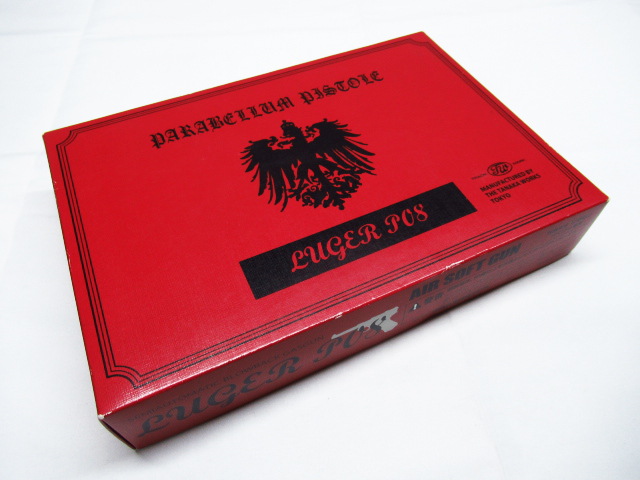 PARABELLUM PISTOLE
MANUFACTURED BY
THE TANAKA WORKS
TOKYO
LUGER P08
AIR SOFT GUN
LUGER P08